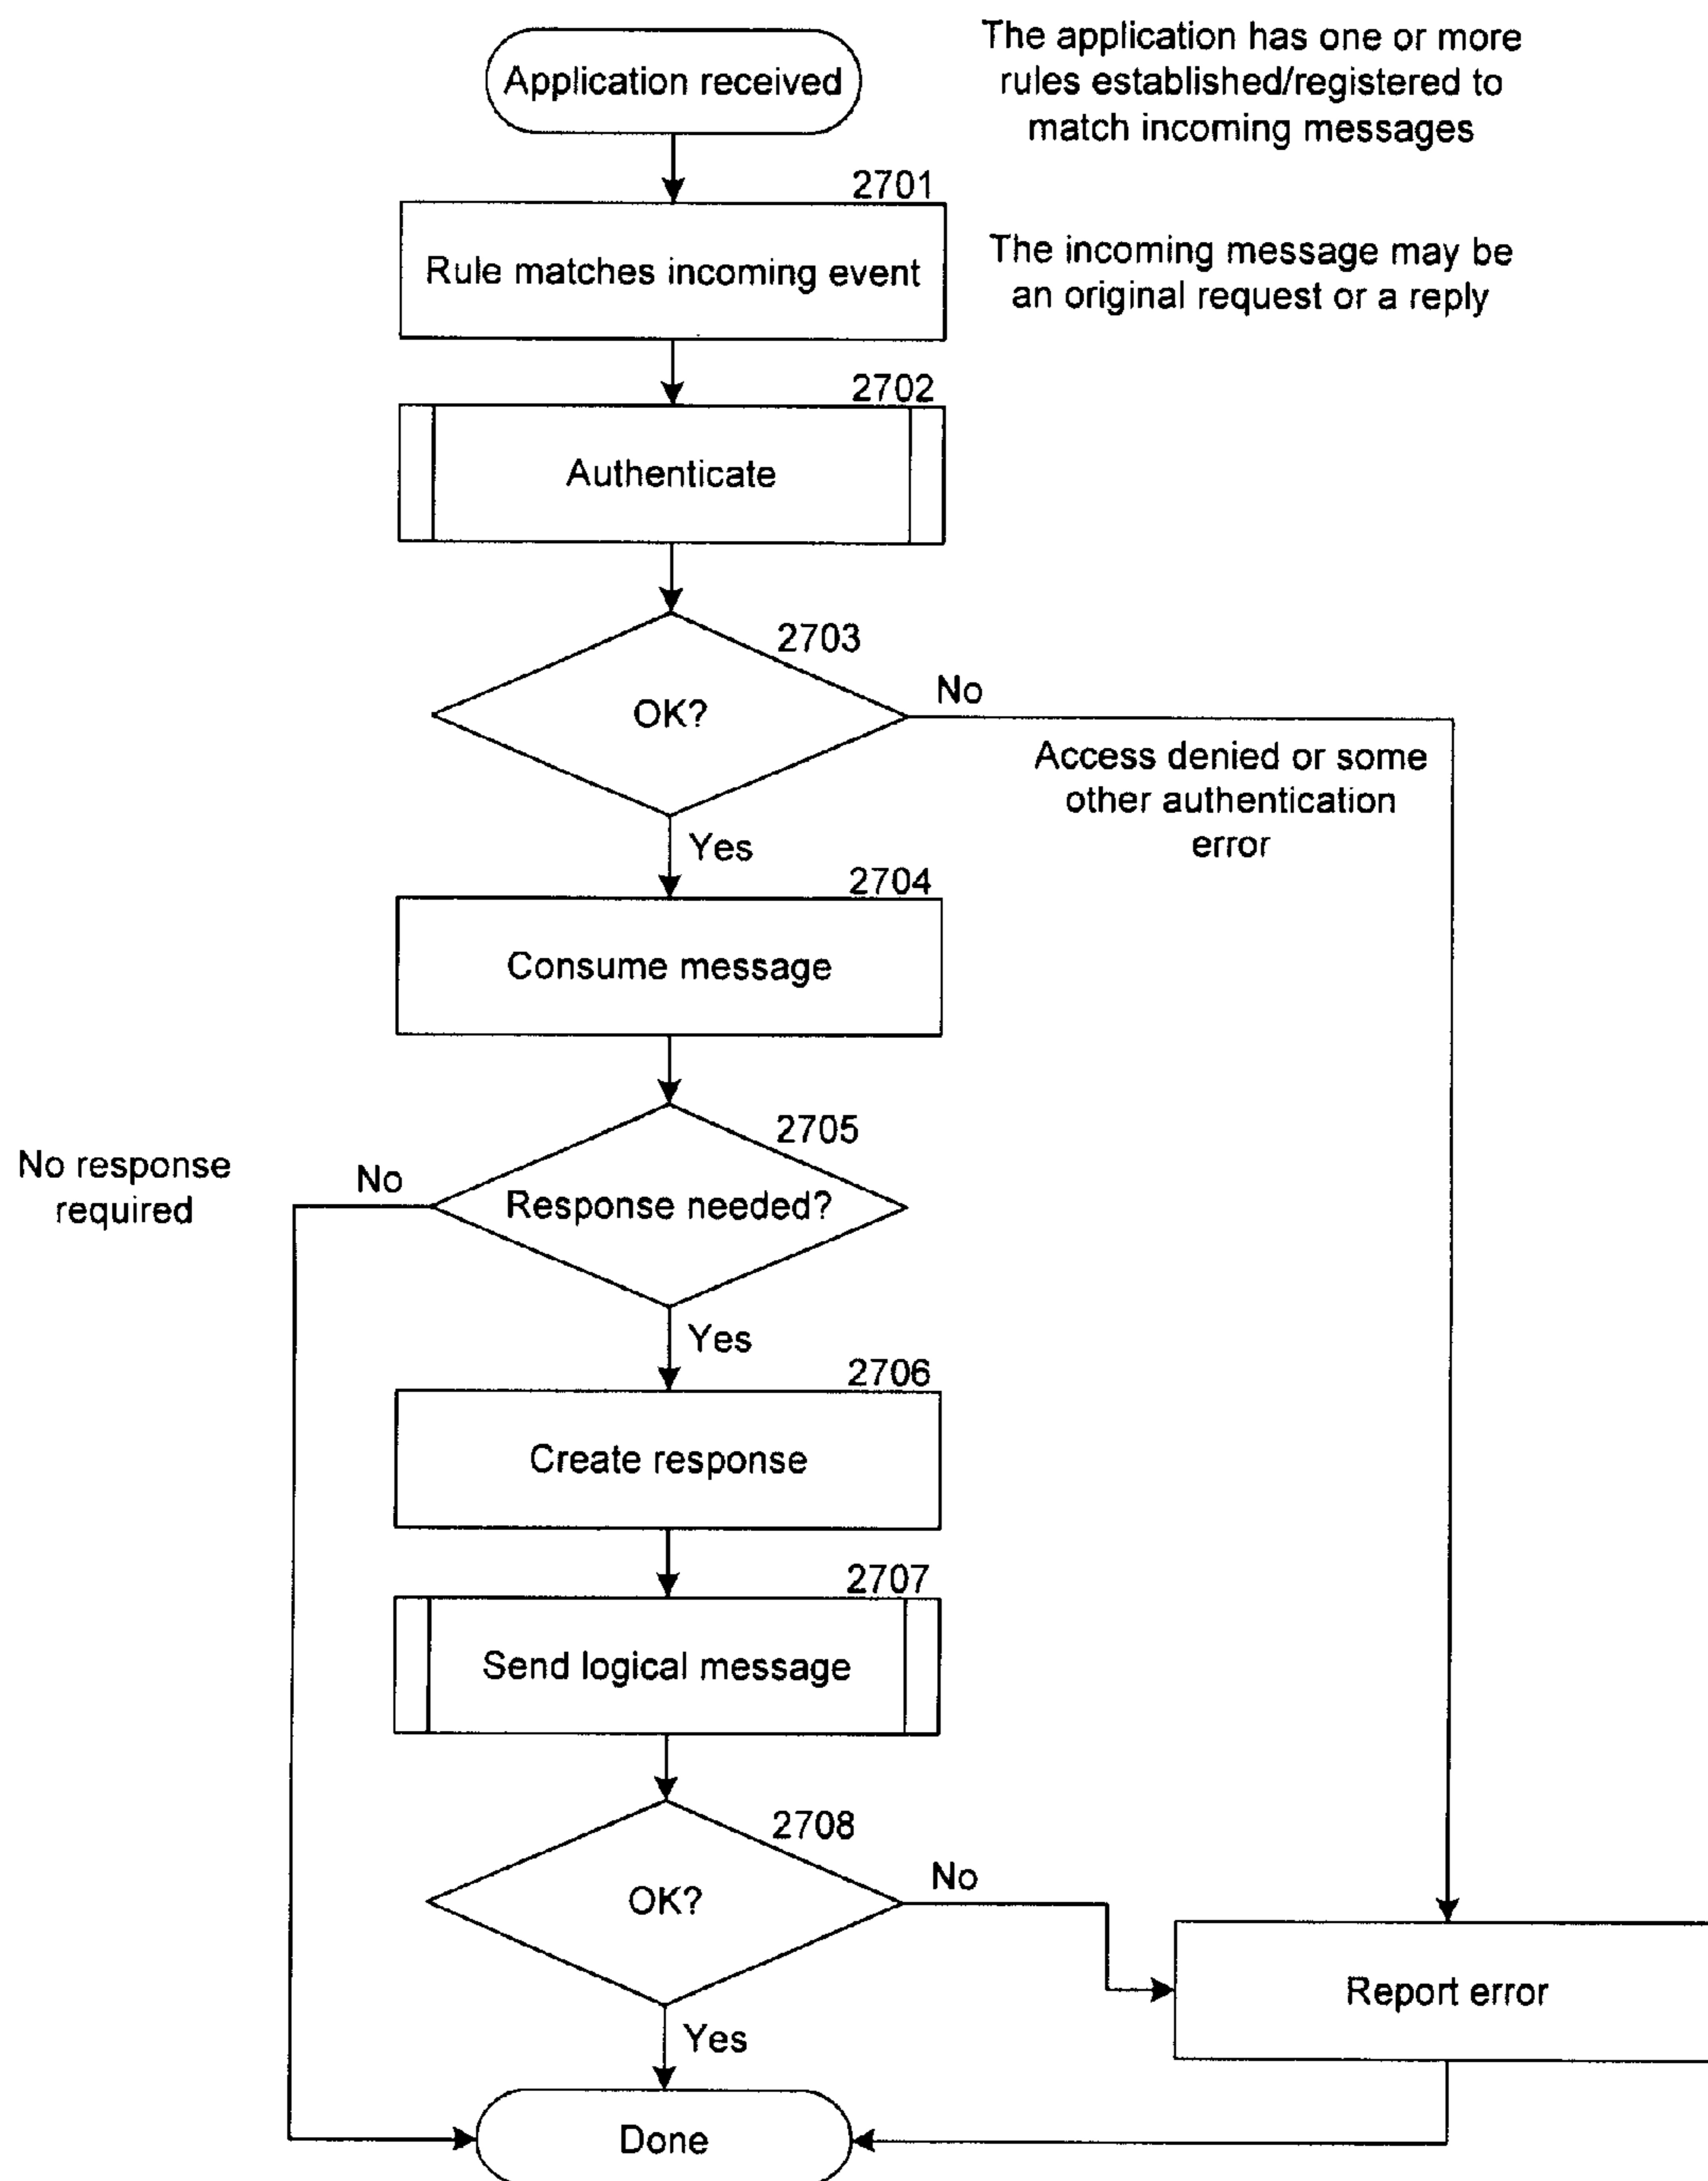 Application received
The application has one or more
rules established/registered to
match incoming messages
2701
Rule matches incoming event
The incoming message may be
an original request or a reply
2702
Authenticate
2703
OK?
No
Access denied or some
other authentication
error
Yes
2704
Consume message
2705
Response needed?
No
No response
required
Yes
2706
Create response
2707
Send logical message
2708
OK?
No
Report error
Yes
Done